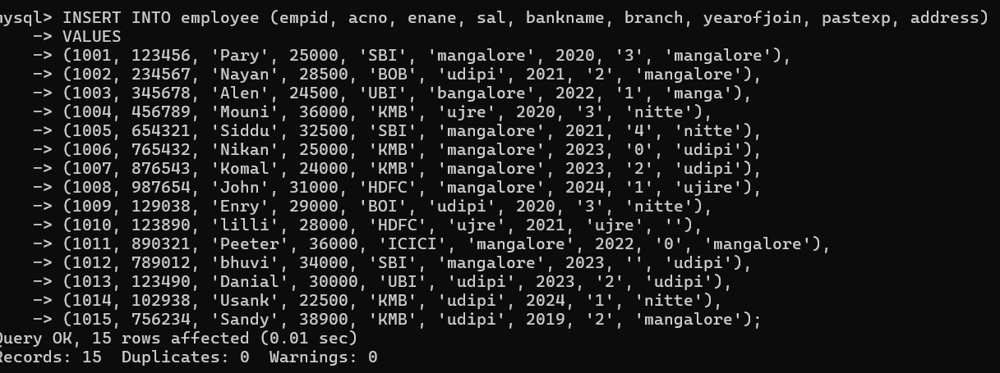 mysql> INSERT INTO employee (empid, acno, enane, sal, bankname, branch, yearofjoin, pastexp, address)
-> VALUES
-> (1001, 123456, 'Pary', 25000, 'SBI', 'mangalore', 2020, '3', 'mangalore'),
-> (1002, 234567, 'Nayan', 28500, 'BOB', 'udipi', 2021, '2', 'mangalore'),
-> (1003, 345678, 'Alen', 24500, 'UBI', 'bangalore', 2022, '1', 'manga'),
-> (1004, 456789, 'Mouni', 36000, 'KMB', 'ujre', 2020, '3', 'nitte'),
-> (1005, 654321, 'Siddu', 32500, 'SBI', 'mangalore', 2021, '4', 'nitte'),
-> (1006, 765432, 'Nikan', 25000, 'KMB', 'mangalore', 2023, '0', 'udipi'),
-> (1007, 876543, 'Komal', 24000, 'KMB', 'mangalore', 2023, '2', 'udipi'),
-> (1008, 987654, 'John', 31000, 'HDFC', 'mangalore', 2024, '1', 'ujire'),
-> (1009, 129038, 'Enry', 29000, 'BOI', 'udipi', 2020, '3', 'nitte'),
-> (1010, 123890, 'lilli', 28000, 'HDFC', 'ujre', 2021, 'ujre', ''),
-> (1011, 890321, 'Peeter', 36000, 'ICICI', 'mangalore', 2022, '0', 'mangalore'),
-> (1012, 789012, 'bhuvi', 34000, 'SBI', 'mangalore', 2023, '', 'udipi'),
-> (1013, 123490, 'Danial', 30000, 'UBI', 'udipi', 2023, '2', 'udipi'),
-> (1014, 102938, 'Usank', 22500, 'KMB', 'udipi', 2024, '1', 'nitte'),
-> (1015, 756234, 'Sandy', 38900, 'KMB', 'udipi', 2019, '2', 'mangalore');
Query OK, 15 rows affected (0.01 sec)
Records: 15  Duplicates: 0  Warnings: 0